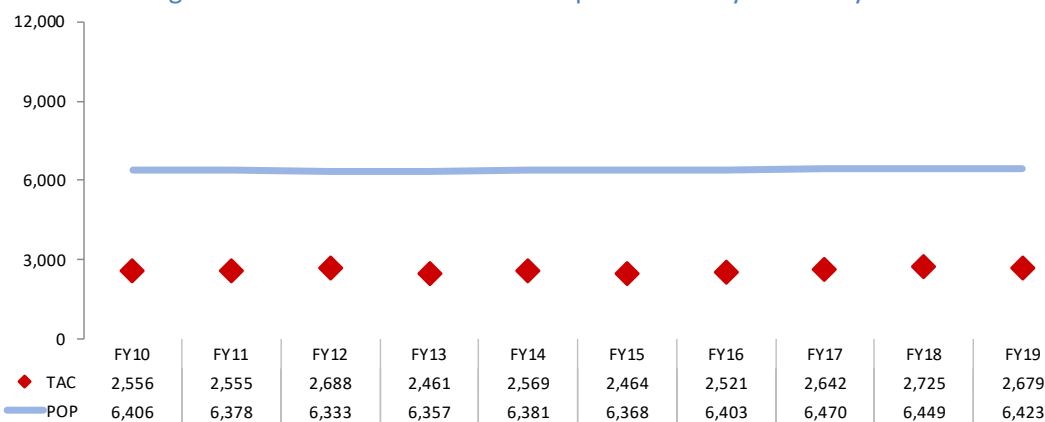 12,000
9,000
6,000
3,000
0
FY10 FY11 FY12 FY13 FY14 FY15 FY16 FY17 FY18 FY19
TAC 2,556 2,555 2,688 2,461 2,569 2,464 2,521 2,642 2,725 2,679
POP 6,406 6,378 6,333 6,357 6,381 6,368 6,403 6,470 6,449 6,423